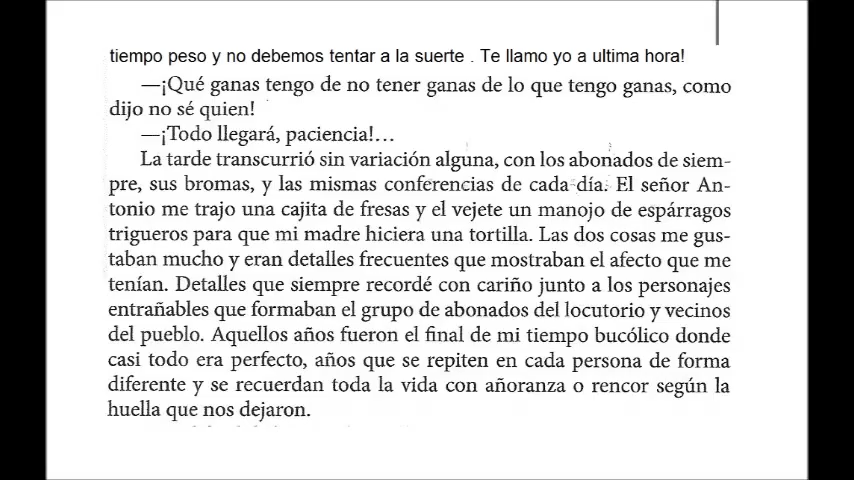 tiempo peso y no debemos tentar a la suerte . Te llamo yo a ultima hora!
—¡Qué ganas tengo de no tener ganas de lo que tengo ganas, como
dijo no sé quien!
—¡Todo llegará, paciencia!…
La tarde transcurrió sin variación alguna, con los abonados de siem-
pre, sus bromas, y las mismas conferencias de cada día. El señor An-
tonio me trajo una cajita de fresas y el vejete un manojo de espárragos
trigueros para que mi madre hiciera una tortilla. Las dos cosas me gus-
taban mucho y eran detalles frecuentes que mostraban el afecto que me
tenían. Detalles que siempre recordé con cariño junto a los personajes
entrañables que formaban el grupo de abonados del locutorio y vecinos
del pueblo. Aquellos años fueron el final de mi tiempo bucólico donde
casi todo era perfecto, años que se repiten en cada persona de forma
diferente y se recuerdan toda la vida con añoranza o rencor según la
huella que nos dejaron.